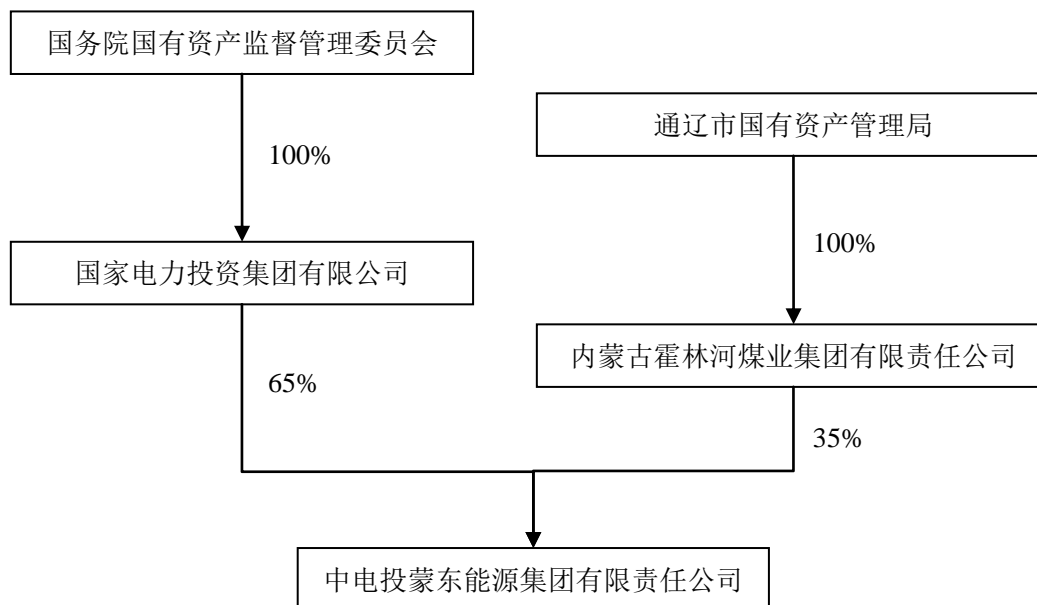 国务院国有资产监督管理委员会
通辽市国有资产管理局
100%
国家电力投资集团有限公司
100%
内蒙古霍林河煤业集团有限责任公司
65%
35%
中电投蒙东能源集团有限责任公司